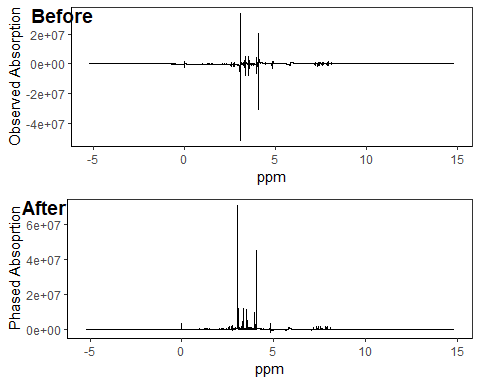 Before
Observed Absorption
2e+07
0e+00
-2e+07
-4e+07
-5 0 5 10 15
ppm
After
Phased Absoprtion
6e+07
4e+07
2e+07
0e+00
-5 0 5 10 15
ppm